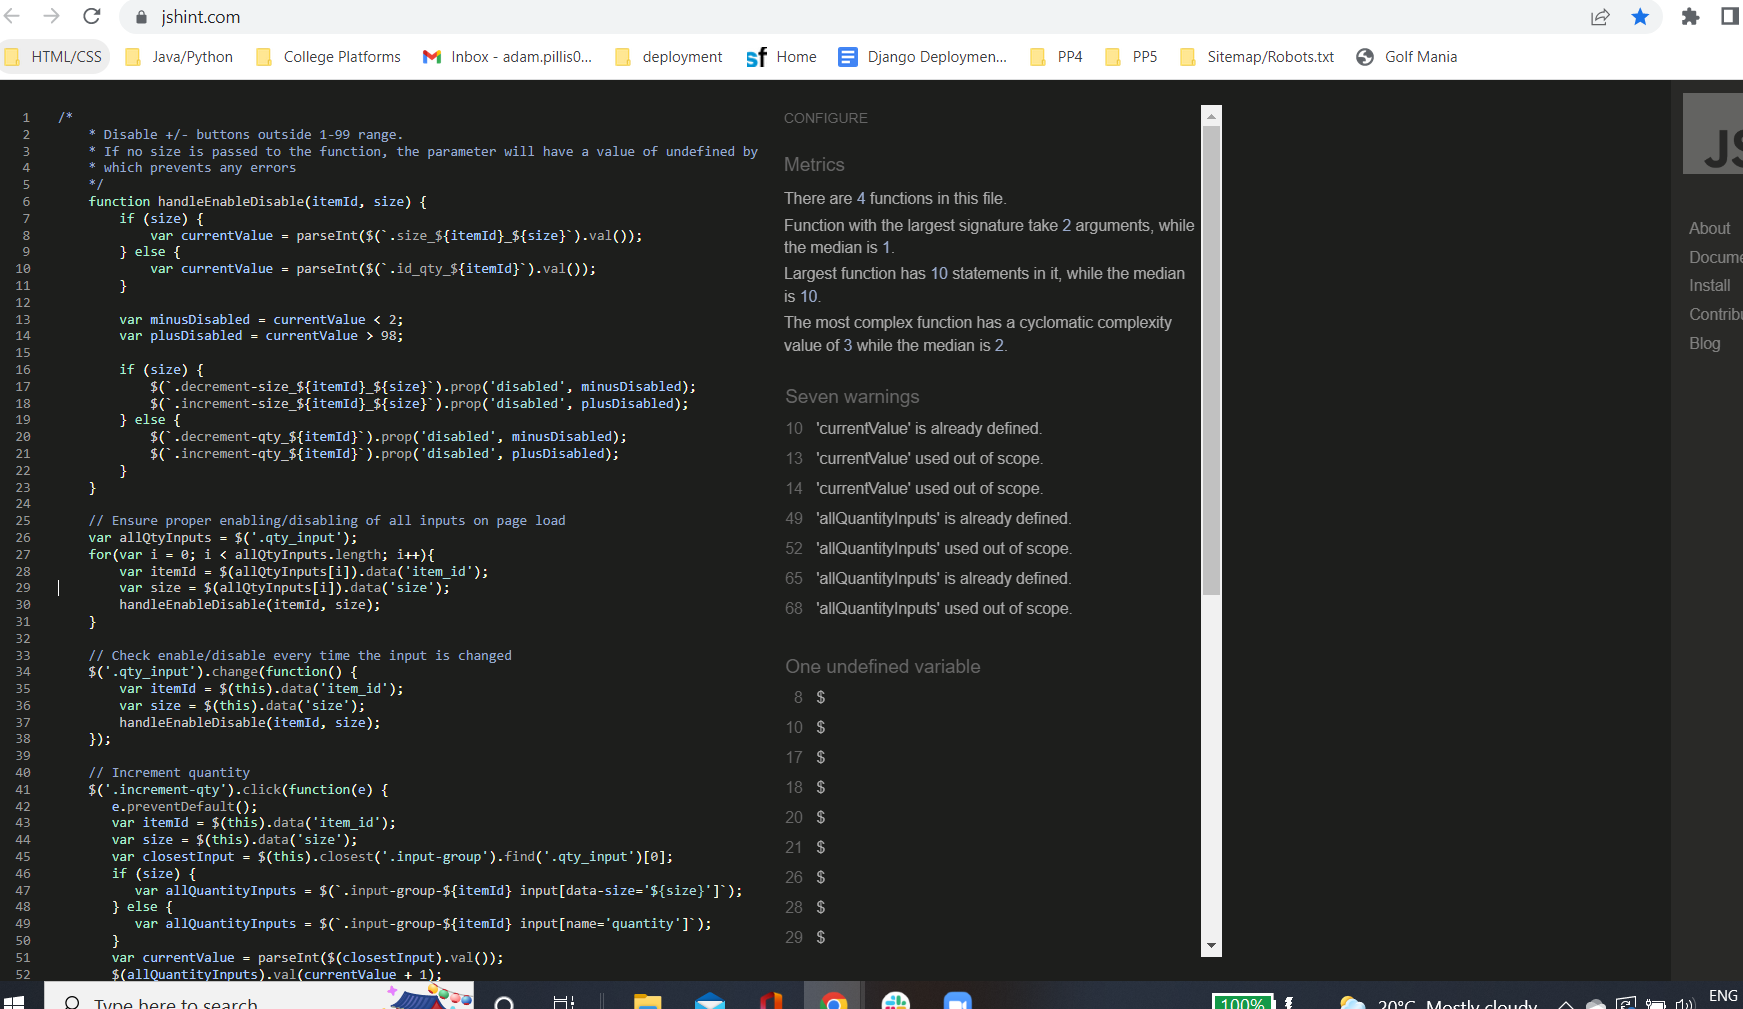 jshint.com
HTML/CSS Java/Python College Platforms Inbox - adam.pillis0... deployment Home Django Deploymen... PP4 PP5 Sitemap/Robots.txt Golf Mania
1 /*
2 * Disable +/- buttons outside 1-99 range.
3 * If no size is passed to the function, the parameter will have a value of undefined by
4 * which prevents any errors
5 */
6 function handleEnableDisable(itemId, size) {
7 if (size) {
8 var currentValue = parseInt($(`.size_${itemId}_${size}`).val());
9 } else {
10 var currentValue = parseInt($(`.id_qty_${itemId}`).val());
11 }
12
13 var minusDisabled = currentValue < 2;
14 var plusDisabled = currentValue > 98;
15
16 if (size) {
17 $(`.decrement-size_${itemId}_${size}`).prop('disabled', minusDisabled);
18 $(`.increment-size_${itemId}_${size}`).prop('disabled', plusDisabled);
19 } else {
20 $(`.decrement-qty_${itemId}`).prop('disabled', minusDisabled);
21 $(`.increment-qty_${itemId}`).prop('disabled', plusDisabled);
22 }
23 }
24
25 // Ensure proper enabling/disabling of all inputs on page load
26 var allQtyInputs = $('.qty_input');
27 for(var i = 0; i < allQtyInputs.length; i++){
28 var itemId = $(allQtyInputs[i]).data('item_id');
29 var size = $(allQtyInputs[i]).data('size');
30 handleEnableDisable(itemId, size);
31 }
32
33 // Check enable/disable every time the input is changed
34 $('.qty_input').change(function() {
35 var itemId = $(this).data('item_id');
36 var size = $(this).data('size');
37 handleEnableDisable(itemId, size);
38 });
39
40 // Increment quantity
41 $('.increment-qty').click(function(e) {
42 e.preventDefault();
43 var itemId = $(this).data('item_id');
44 var size = $(this).data('size');
45 var closestInput = $(this).closest('.input-group').find('.qty_input')[0];
46 if (size) {
47 var allQuantityInputs = $(`.input-group-${itemId} input[data-size='${size}']`);
48 } else {
49 var allQuantityInputs = $(`.input-group-${itemId} input[name='quantity']`);
50 }
51 var currentValue = parseInt($(closestInput).val());
52 $(allQuantityInputs).val(currentValue + 1);
CONFIGURE
Metrics
There are 4 functions in this file.
Function with the largest signature take 2 arguments, while
the median is 1.
Largest function has 10 statements in it, while the median
is 10.
The most complex function has a cyclomatic complexity
value of 3 while the median is 2.
Seven warnings
10 'currentValue' is already defined.
13 'currentValue' used out of scope.
14 'currentValue' used out of scope.
49 'allQuantityInputs' is already defined.
52 'allQuantityInputs' used out of scope.
65 'allQuantityInputs' is already defined.
68 'allQuantityInputs' used out of scope.
One undefined variable
8 $
10 $
17 $
18 $
20 $
21 $
26 $
28 $
29 $
JS
About
Docume
Install
Contribu
Blog
Type here to search
100%
20°C Mostly cloudy
ENG